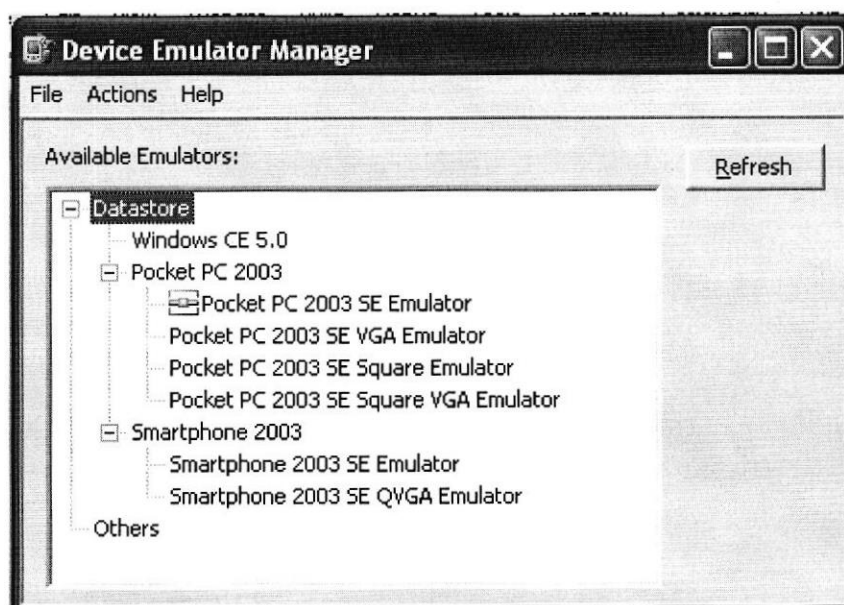 Device Emulator Manager
File Actions Help
Available Emulators:
Refresh
Datastore
Windows CE 5.0
Pocket PC 2003
Pocket PC 2003 SE Emulator
Pocket PC 2003 SE VGA Emulator
Pocket PC 2003 SE Square Emulator
Pocket PC 2003 SE Square VGA Emulator
Smartphone 2003
Smartphone 2003 SE Emulator
Smartphone 2003 SE QVGA Emulator
Others